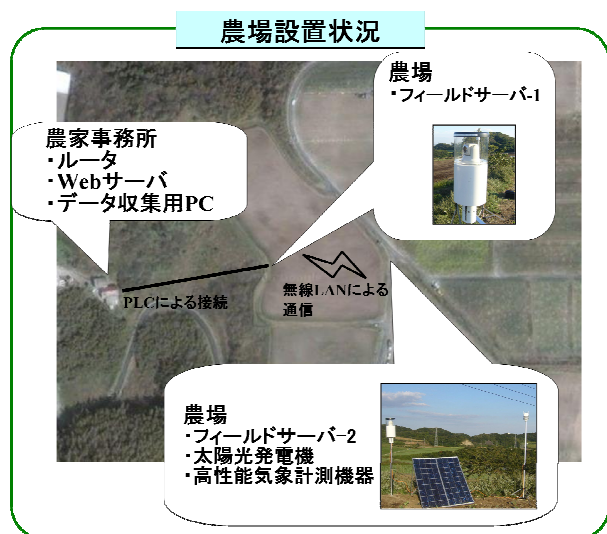 農場設置状況
農場
・フィールドサーバ-1
農家事務所
・ルータ
・Webサーバ
・データ収集用PC
PLCによる接続
無線LANによる
通信
農場
・フィールドサーバ-2
・太陽光発電機
・高性能気象計測機器